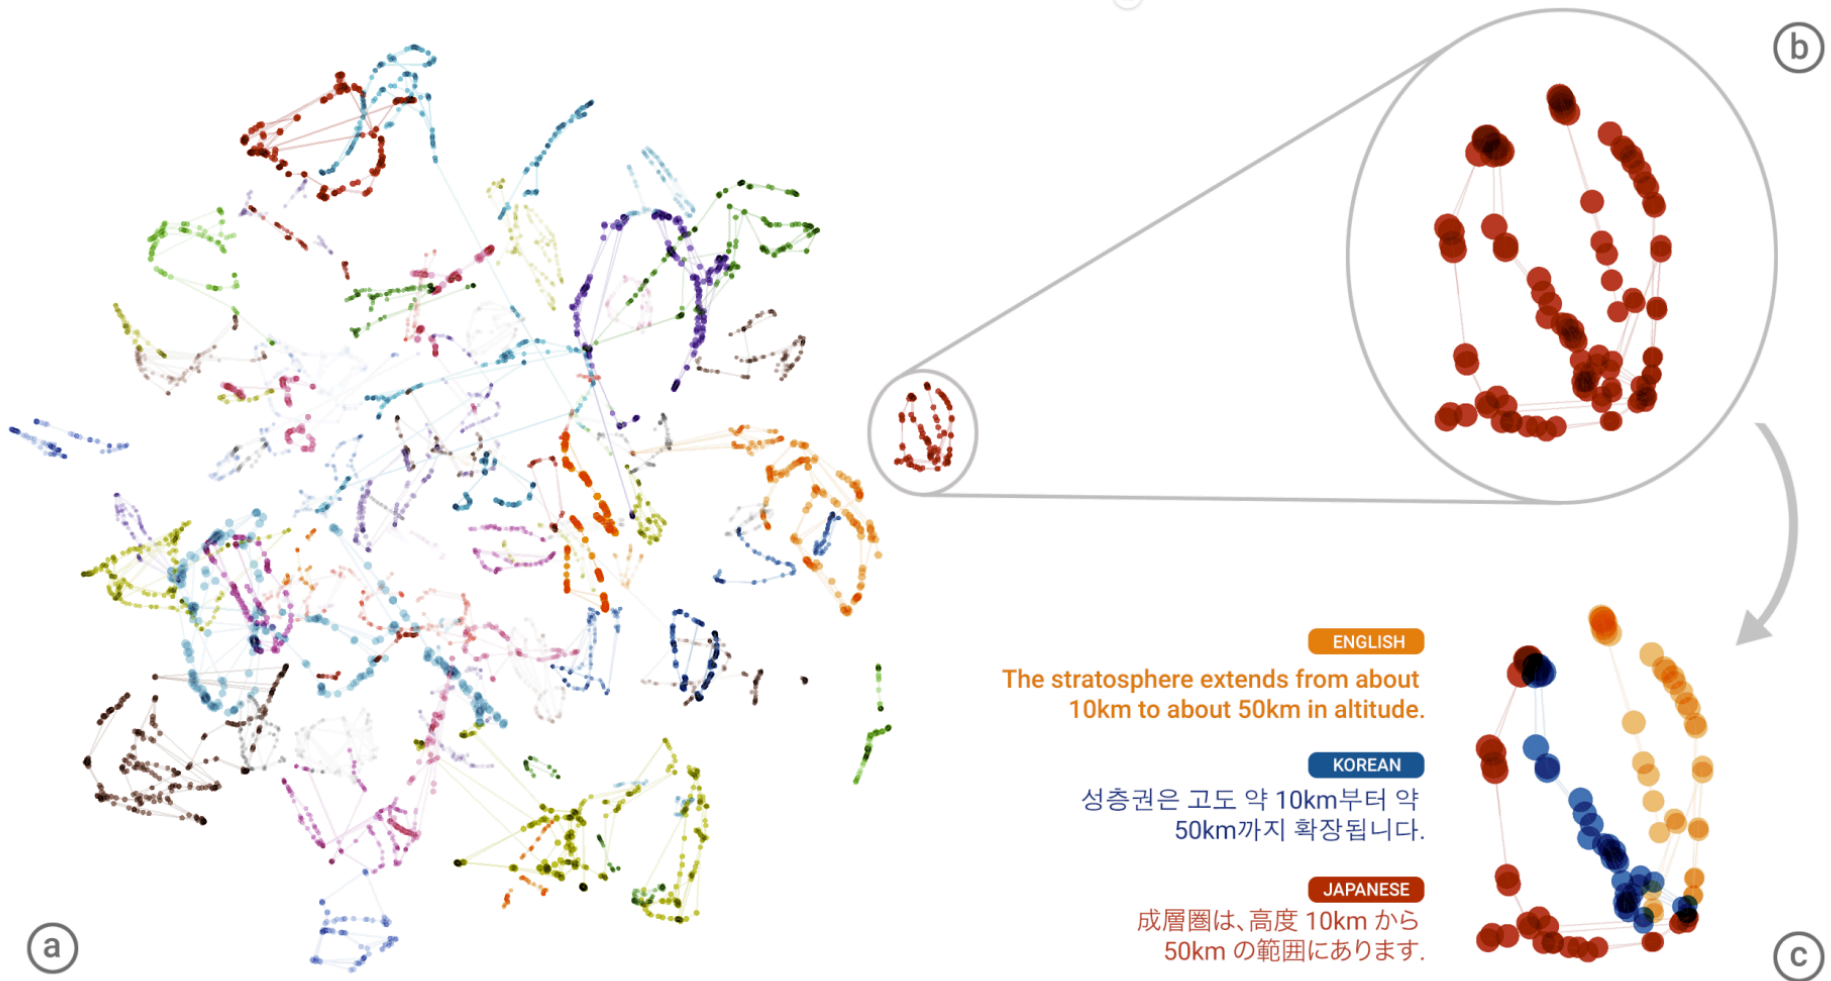 b
ENGLISH
The stratosphere extends from about
10km to about 50km in altitude.
KOREAN
성층권은 고도 약 10km부터 약
50km까지 확장됩니다.
JAPANESE
成層圏は、高度 10km から
50km の範囲にあります.
a
c